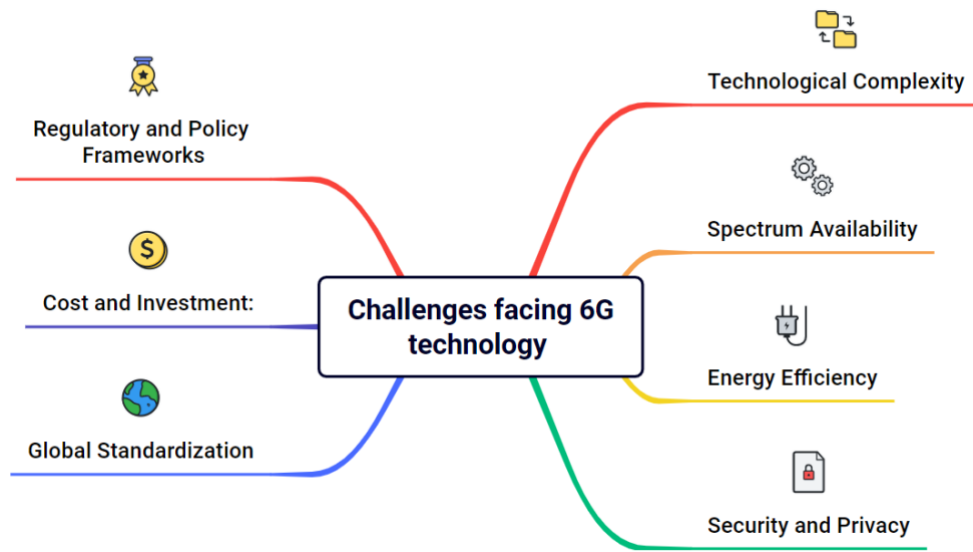 Challenges facing 6G
technology
Technological Complexity
Spectrum Availability
Energy Efficiency
Security and Privacy
Regulatory and Policy
Frameworks
$
Cost and Investment:
Global Standardization